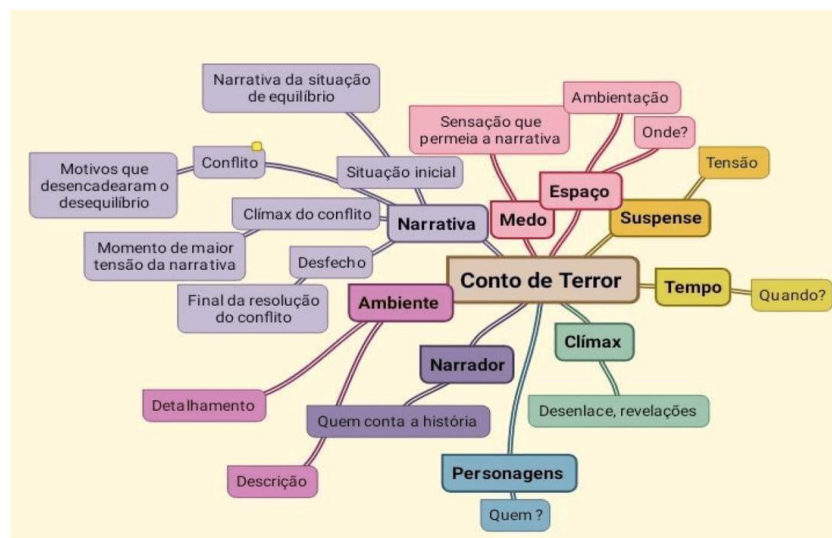 Narrativa da situação
de equilíbrio
Conflito
Motivos que
desencadearam o
desequilíbrio
Situação inicial
Clímax do conflito
Momento de maior
tensão da narrativa
Desfecho
Final da resolução
do conflito
Narrativa
Sensação que
permeia a narrativa
Medo
Ambientação
Onde?
Espaço
Tensão
Suspense
Conto de Terror
Tempo
Quando?
Ambiente
Detalhamento
Descrição
Narrador
Quem conta a história
Clímax
Desenlace, revelações
Personagens
Quem ?